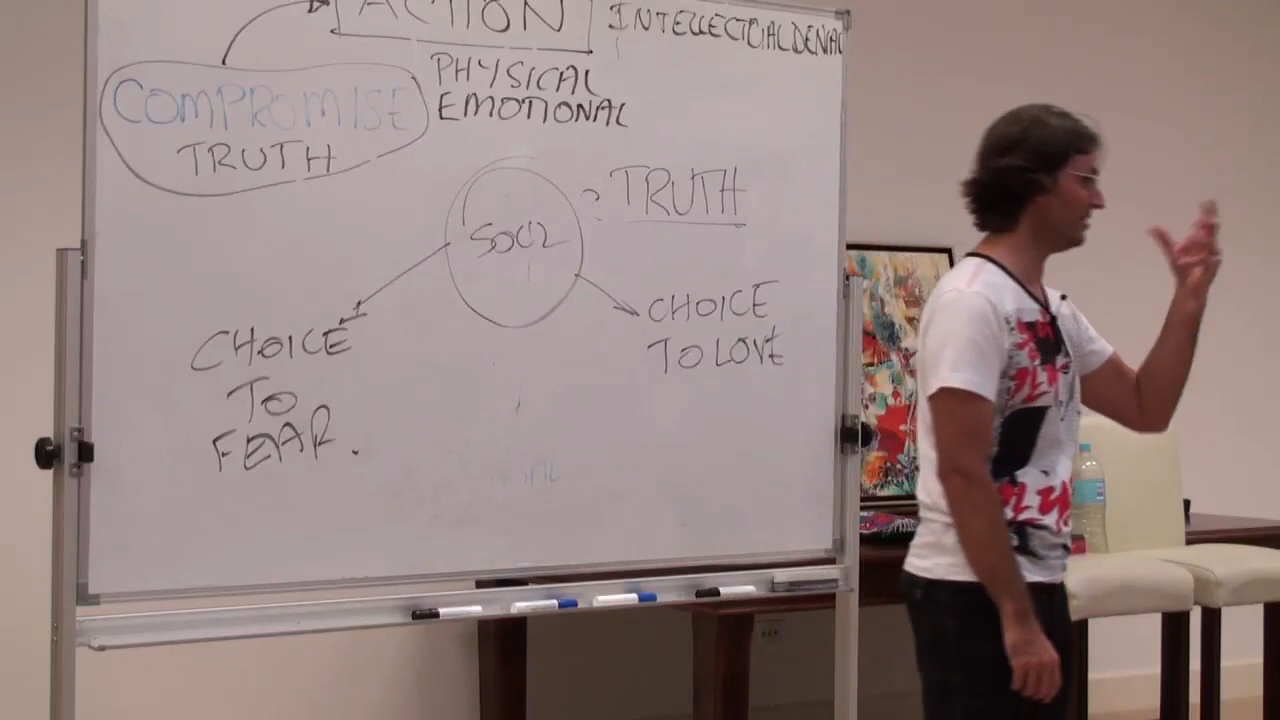 ACTION
INTELLECTUAL DENIAL
COMPROMISE
TRUTH
PHYSICAL
EMOTIONAL
SOUL
? TRUTH
CHOICE
TO
FEAR.
CHOICE
TO LOVE